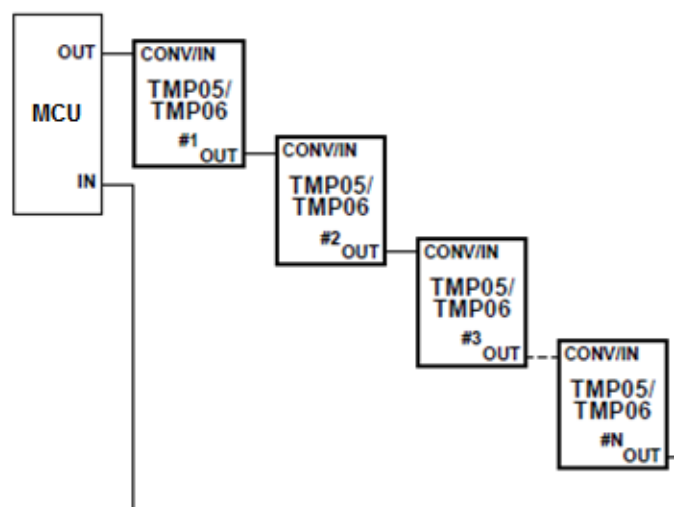 OUT
MCU
IN
CONV/IN
TMP05/
TMP06
#1
OUT
CONV/IN
TMP05/
TMP06
#2
OUT
CONV/IN
TMP05/
TMP06
#3
OUT
CONV/IN
TMP05/
TMP06
#N
OUT